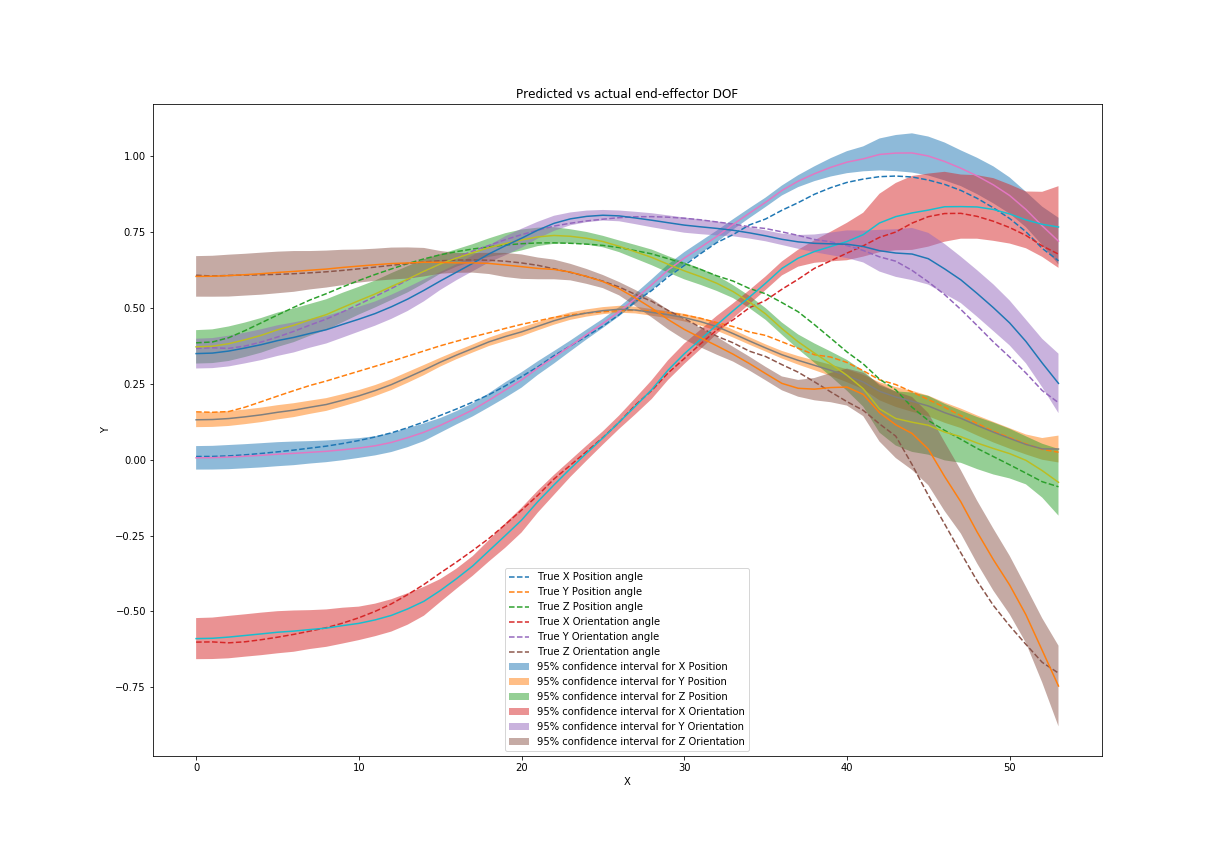 Predicted vs actual end-effector DOF
1.00
0.75
0.50
0.25
0.00
−0.25
−0.50
−0.75
Y
True X Position angle
True Y Position angle
True Z Position angle
True X Orientation angle
True Y Orientation angle
True Z Orientation angle
95% confidence interval for X Position
95% confidence interval for Y Position
95% confidence interval for Z Position
95% confidence interval for X Orientation
95% confidence interval for Y Orientation
95% confidence interval for Z Orientation
0 10 20 30 40 50
X